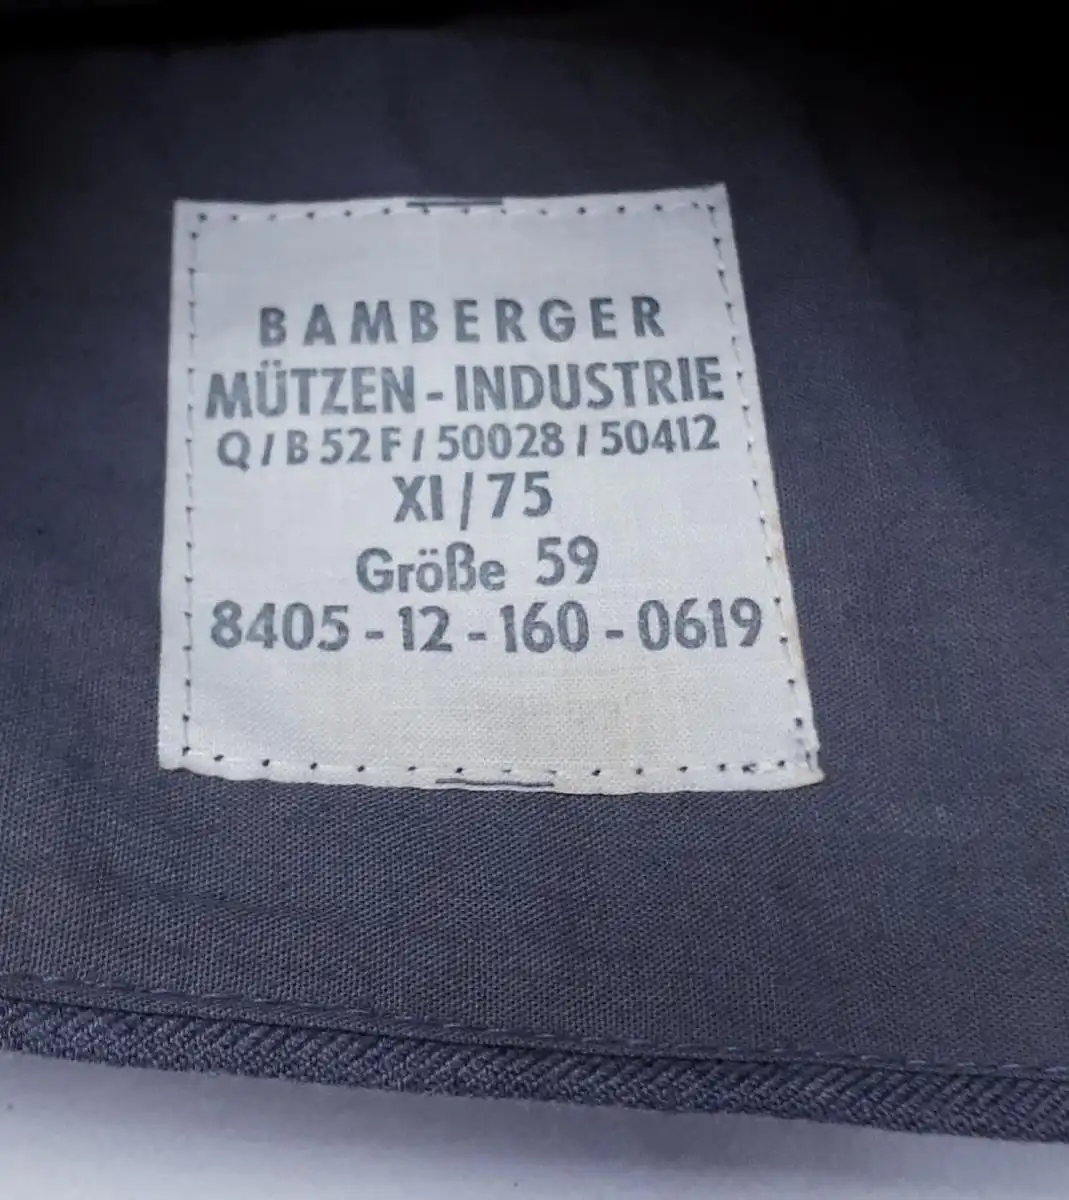 BAMBERGER
MÜTZEN-INDUSTRIE
Q/B 52 F/50028/50412
XI/75
Größe 59
8405-12-160-0619